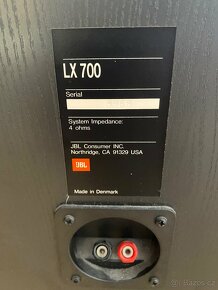 LX 700
Serial
System Impedance:
4 ohms
JBL Consumer INC.
Northridge, CA 91329 USA
JBL
Made in Denmark